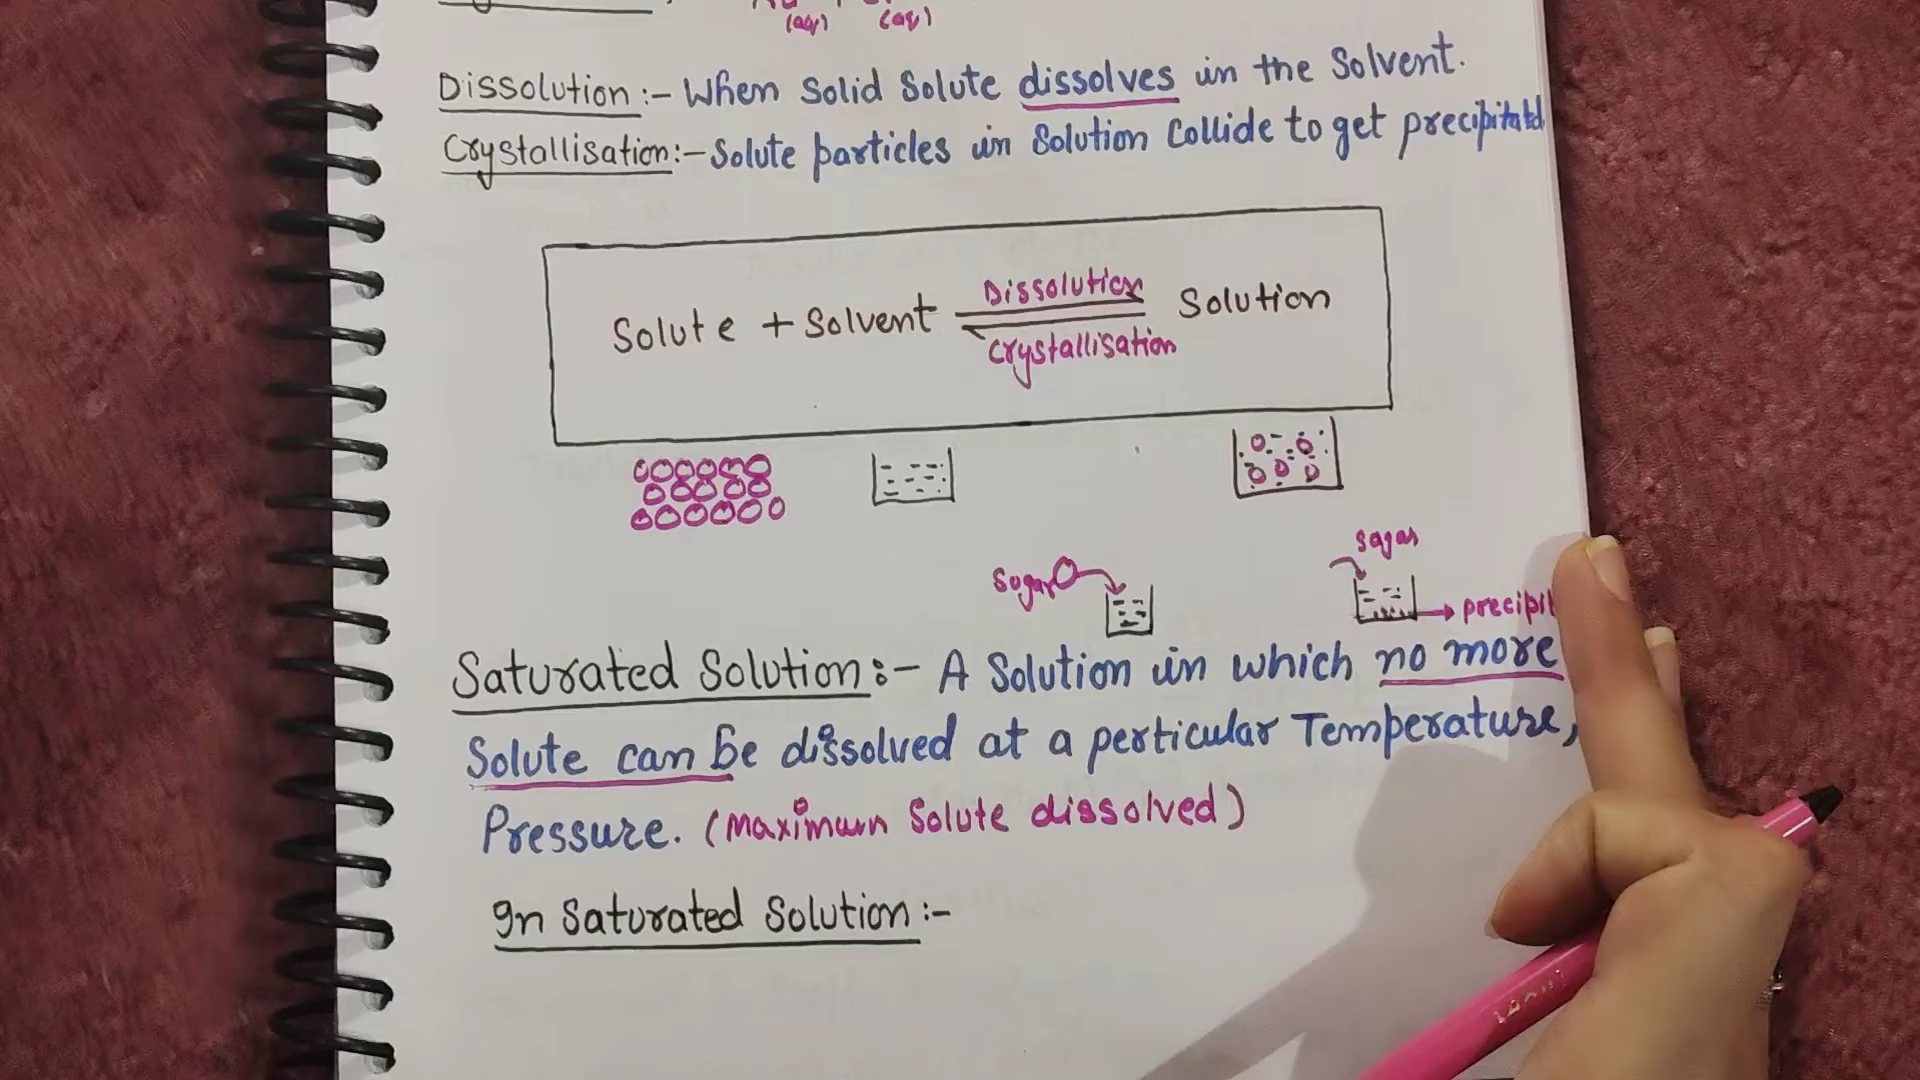 (aq) (aq)
Dissolution :- When Solid Solute dissolves in the Solvent.
Crystallisation :- Solute particles in Solution Collide to get precipitated
Solute + Solvent Dissolution Solution
Crystallisation
Sugar
Sugar
precipit
Saturated Solution :- A Solution in which no more
Solute can be dissolved at a perticular Temperature,
Pressure. (Maximum Solute dissolved)
In Saturated Solution :-